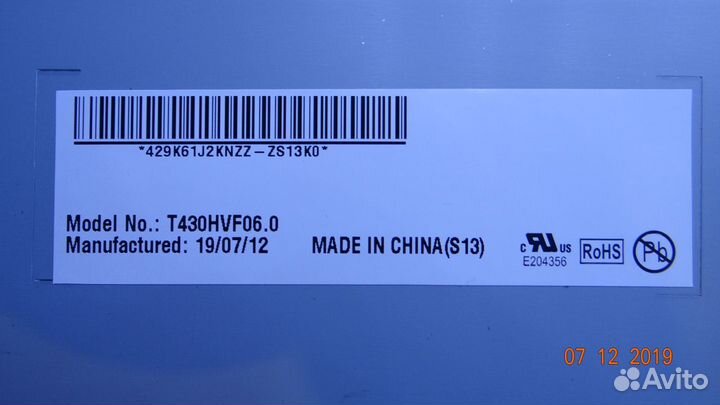 *429K61J2KNZZ-ZS13K0*
Model No.: T430HVF06.0
Manufactured: 19/07/12 MADE IN CHINA(S13)
c UR US
E204356
RoHS
Pb
07 12 2019
Avito